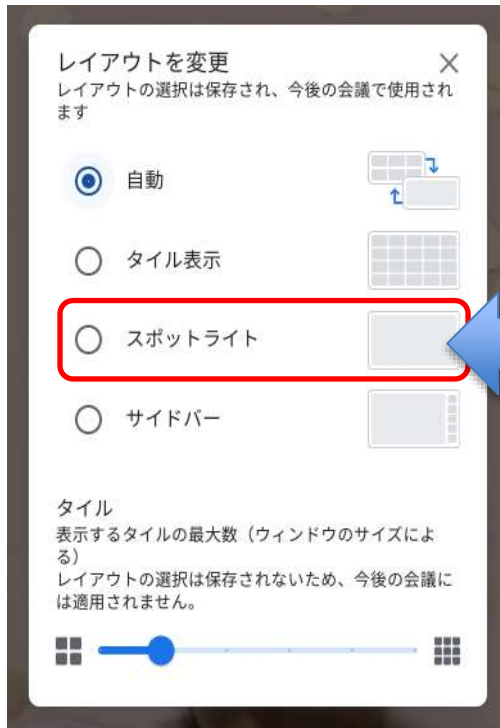 レイアウトを変更
レイアウトの選択は保存され、今後の会議で使用され
ます
自動
タイル表示
スポットライト
サイドバー
タイル
表示するタイルの最大数（ウィンドウのサイズによ
る）
レイアウトの選択は保存されないため、今後の会議に
は適用されません。